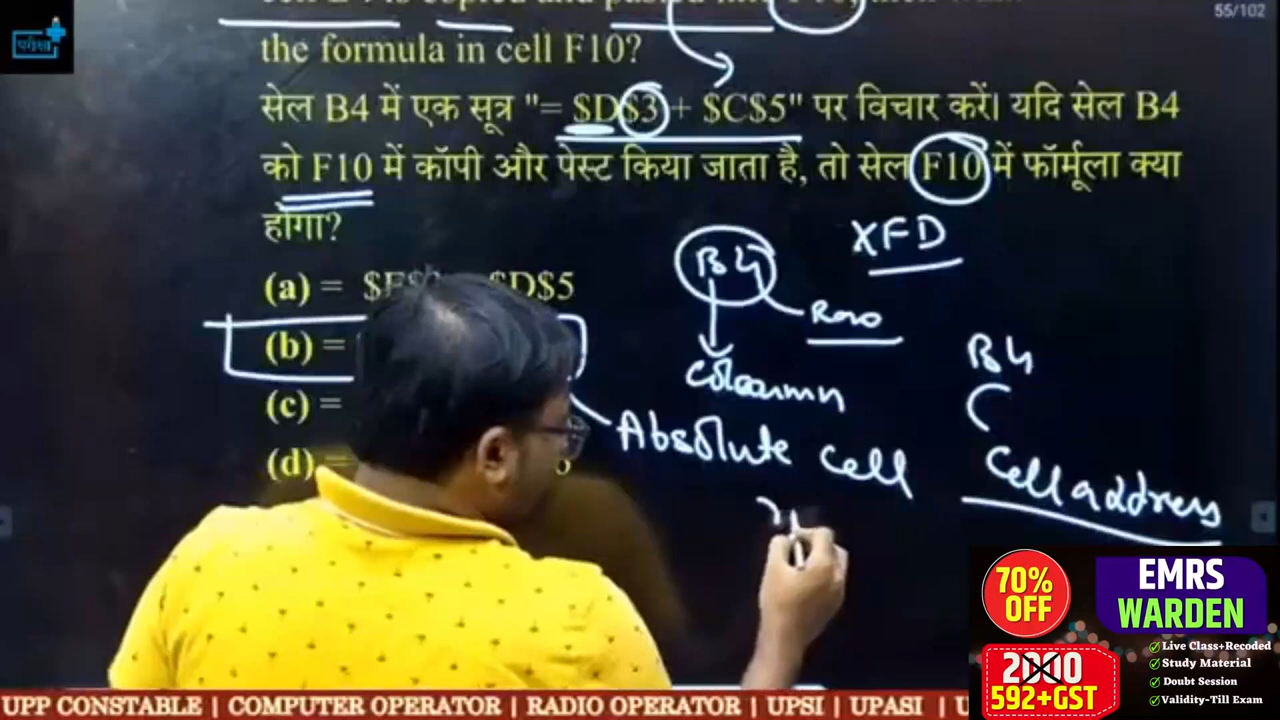 55/102
परीक्षा
the formula in cell F10?
सेल B4 में एक सूत्र "= $D$3 + $C$5" पर विचार करें। यदि सेल B4
को F10 में कॉपी और पेस्ट किया जाता है, तो सेल F10 में फॉर्मूला क्या
होगा?
(a) = $D$5
(b) =
(c) =
(d)
B4
XFD
Row
Column
B4
Absolute cell
Cell address
70%
OFF
EMRS
WARDEN
2000
592+GST
Live Class+Recoded
Study Material
Doubt Session
Validity-Till Exam
UPP CONSTABLE | COMPUTER OPERATOR | RADIO OPERATOR | UPSI | UPASI |